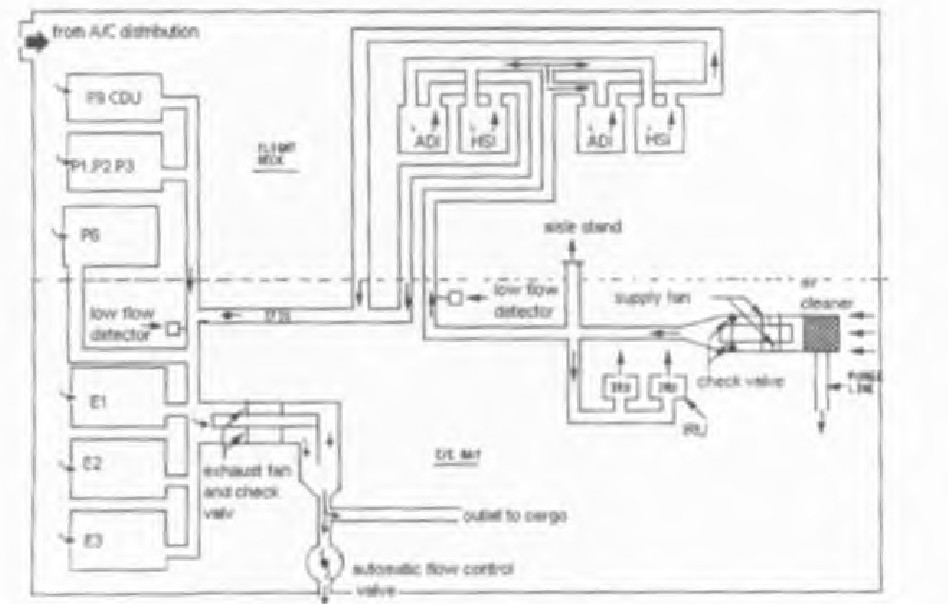 from A/C distribution
P9 CDU
P1,P2 P3
P6
FLIGHT
DECK
ADI
HSI
ADI
HSI
aisle stand
low flow
detector
low flow
detector
supply fan
air
cleaner
check valve
PURGE
LINE
IRU
IRU
IRU
E1
E2
E3
E/E BAY
exhaust fan
and check
valv
outlet to cargo
automatic flow control
valve